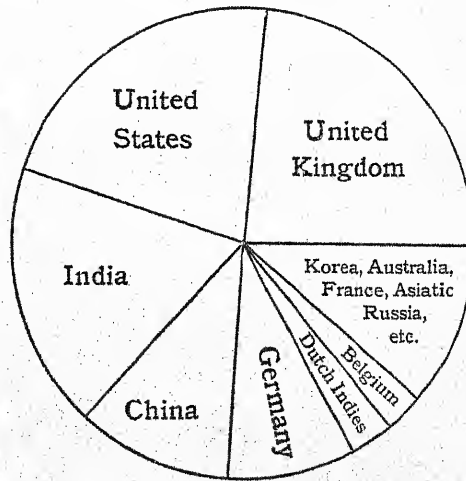 United
States
United
Kingdom
India
Korea, Australia,
France, Asiatic
Russia,
etc.
Belgium
Dutch Indies
Germany
China